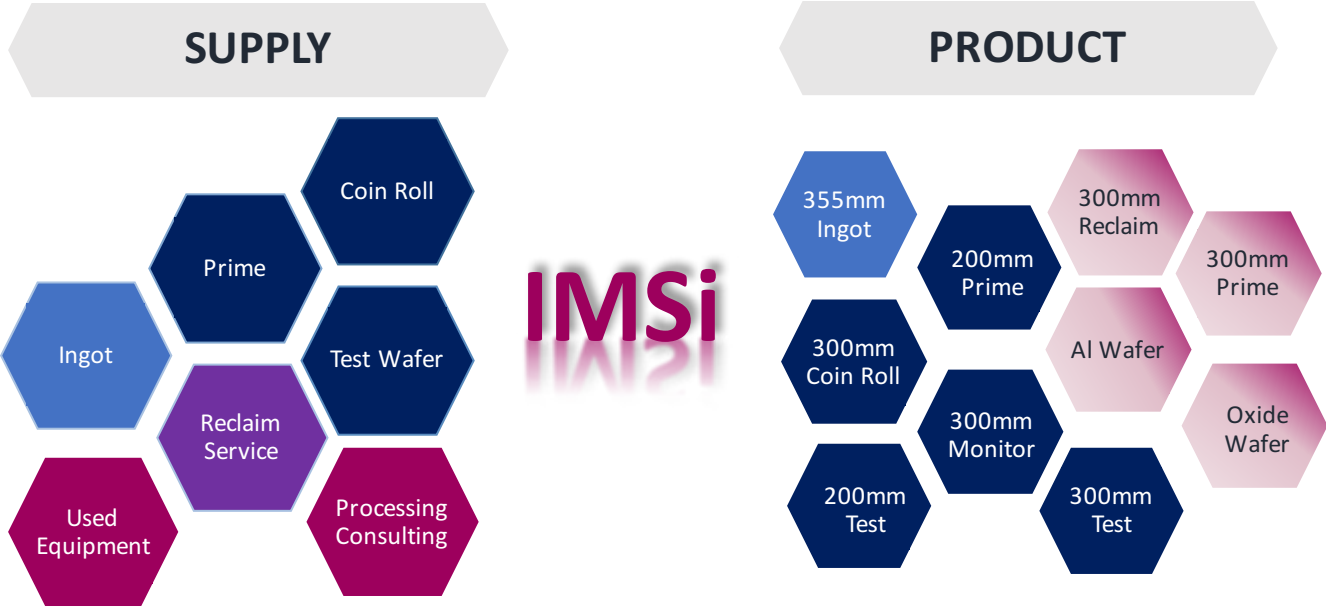 SUPPLY
Coin Roll
Prime
Ingot
Test Wafer
Reclaim
Service
Used
Equipment
Processing
Consulting
IMSi
PRODUCT
355mm
Ingot
200mm
Prime
300mm
Reclaim
300mm
Prime
300mm
Coin Roll
Al Wafer
300mm
Monitor
Oxide
Wafer
200mm
Test
300mm
Test